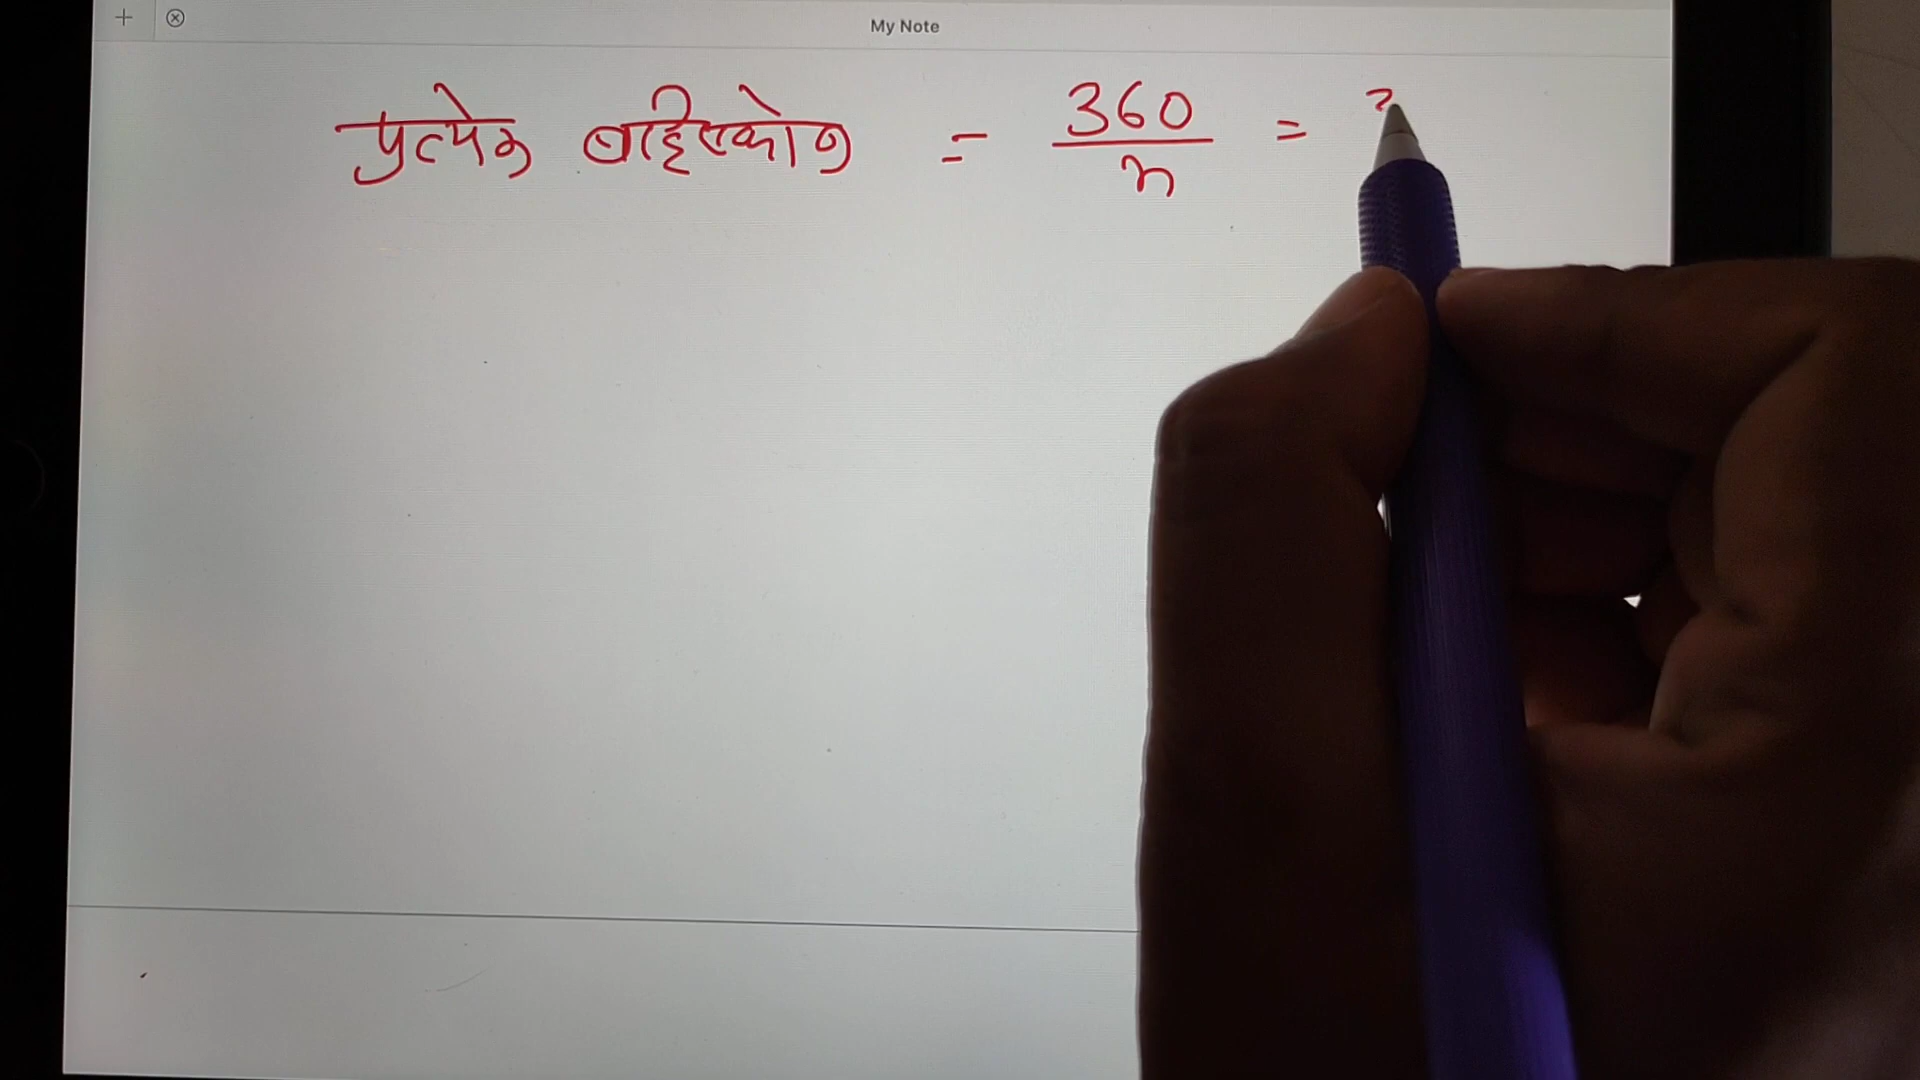 My Note
प्रत्येक बहिष्कोण = 360/n =